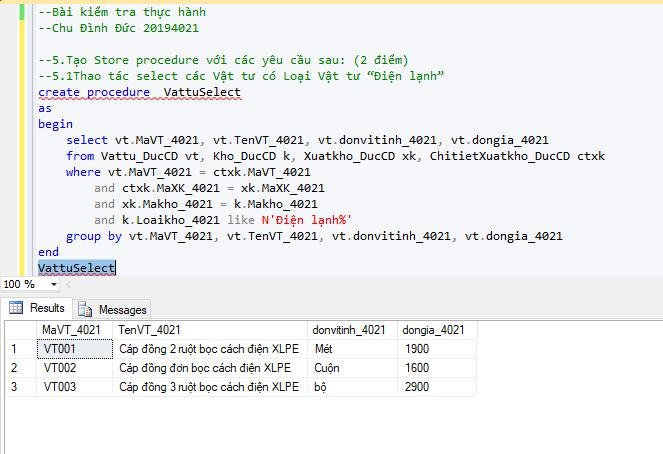 --Bài kiểm tra thực hành
--Chu Đình Đức 20194021
--5.Tạo Store procedure với các yêu cầu sau: (2 điểm)
--5.1Thao tác select các Vật tư có Loại Vật tư “Điện lạnh”
create procedure  VattuSelect
as
begin
select vt.MaVT_4021, vt.TenVT_4021, vt.donvitinh_4021, vt.dongia_4021
from Vattu_DucCD vt, Kho_DucCD k, Xuatkho_DucCD xk, ChitietXuatkho_DucCD ctxk
where vt.MaVT_4021 = ctxk.MaVT_4021
and ctxk.MaXK_4021 = xk.MaXK_4021
and xk.Makho_4021 = k.Makho_4021
and k.Loaikho_4021 like N'Điện lạnh%'
group by vt.MaVT_4021, vt.TenVT_4021, vt.donvitinh_4021, vt.dongia_4021
end
VattuSelect
100 %
Results Messages
MaVT_4021 TenVT_4021 donvitinh_4021 dongia_4021
1 VT001 Cáp đồng 2 ruột bọc cách điện XLPE Mét 1900
2 VT002 Cáp đồng đơn bọc cách điện XLPE Cuộn 1600
3 VT003 Cáp đồng 3 ruột bọc cách điện XLPE bộ 2900